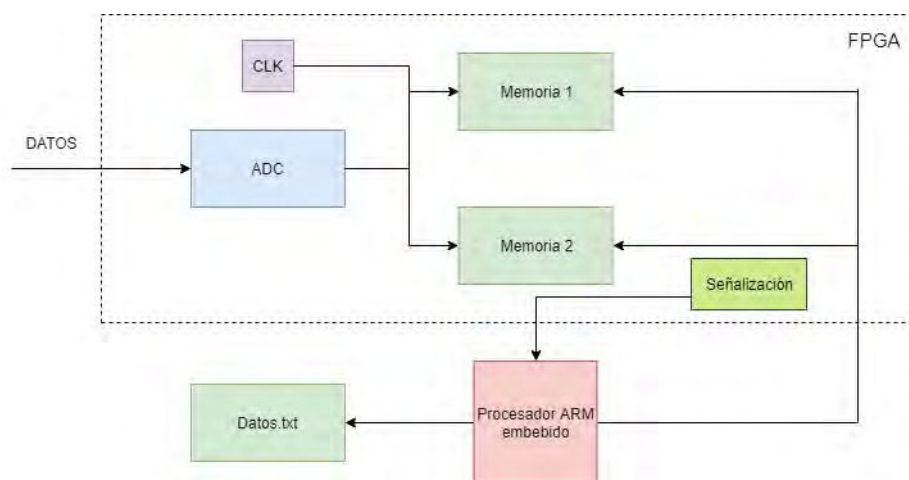 FPGA
CLK
Memoria 1
DATOS
ADC
Memoria 2
Señalización
Datos.txt
Procesador ARM
embebido